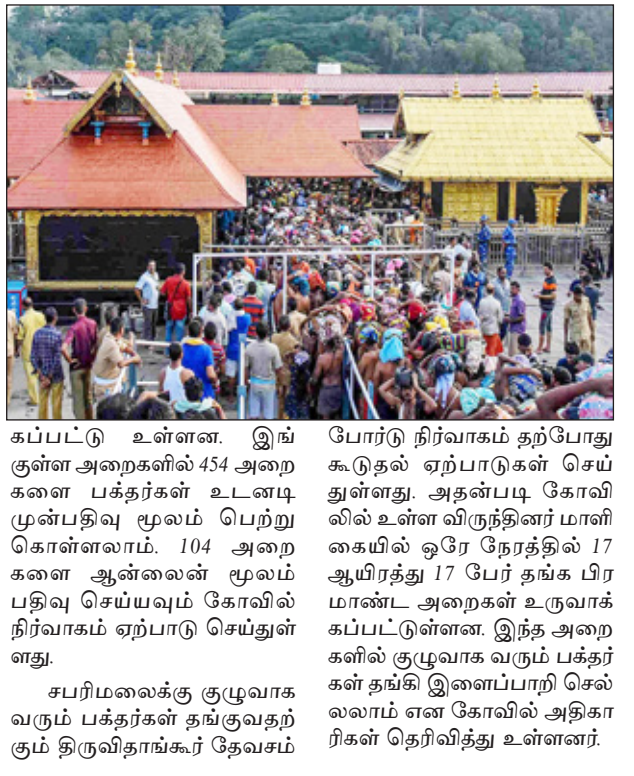 கப்பட்டு உள்ளன. இங்
குள்ள அறைகளில் 454 அறை
களை பக்தர்கள் உடனடி
முன்பதிவு மூலம் பெற்று
கொள்ளலாம். 104 அறை
களை ஆன்லைன் மூலம்
பதிவு செய்யவும் கோவில்
நிர்வாகம் ஏற்பாடு செய்துள்
ளது.
சபரிமலைக்கு குழுவாக
வரும் பக்தர்கள் தங்குவதற்
கும் திருவிதாங்கூர் தேவசம்
போர்டு நிர்வாகம் தற்போது
கூடுதல் ஏற்பாடுகள் செய்
துள்ளது. அதன்படி கோவி
லில் உள்ள விருந்தினர் மாளி
கையில் ஒரே நேரத்தில் 17
ஆயிரத்து 17 பேர் தங்க பிர
மாண்ட அறைகள் உருவாக்
கப்பட்டுள்ளன. இந்த அறை
களில் குழுவாக வரும் பக்தர்
கள் தங்கி இளைப்பாறி செல்
லலாம் என கோவில் அதிகா
ரிகள் தெரிவித்து உள்ளனர்.